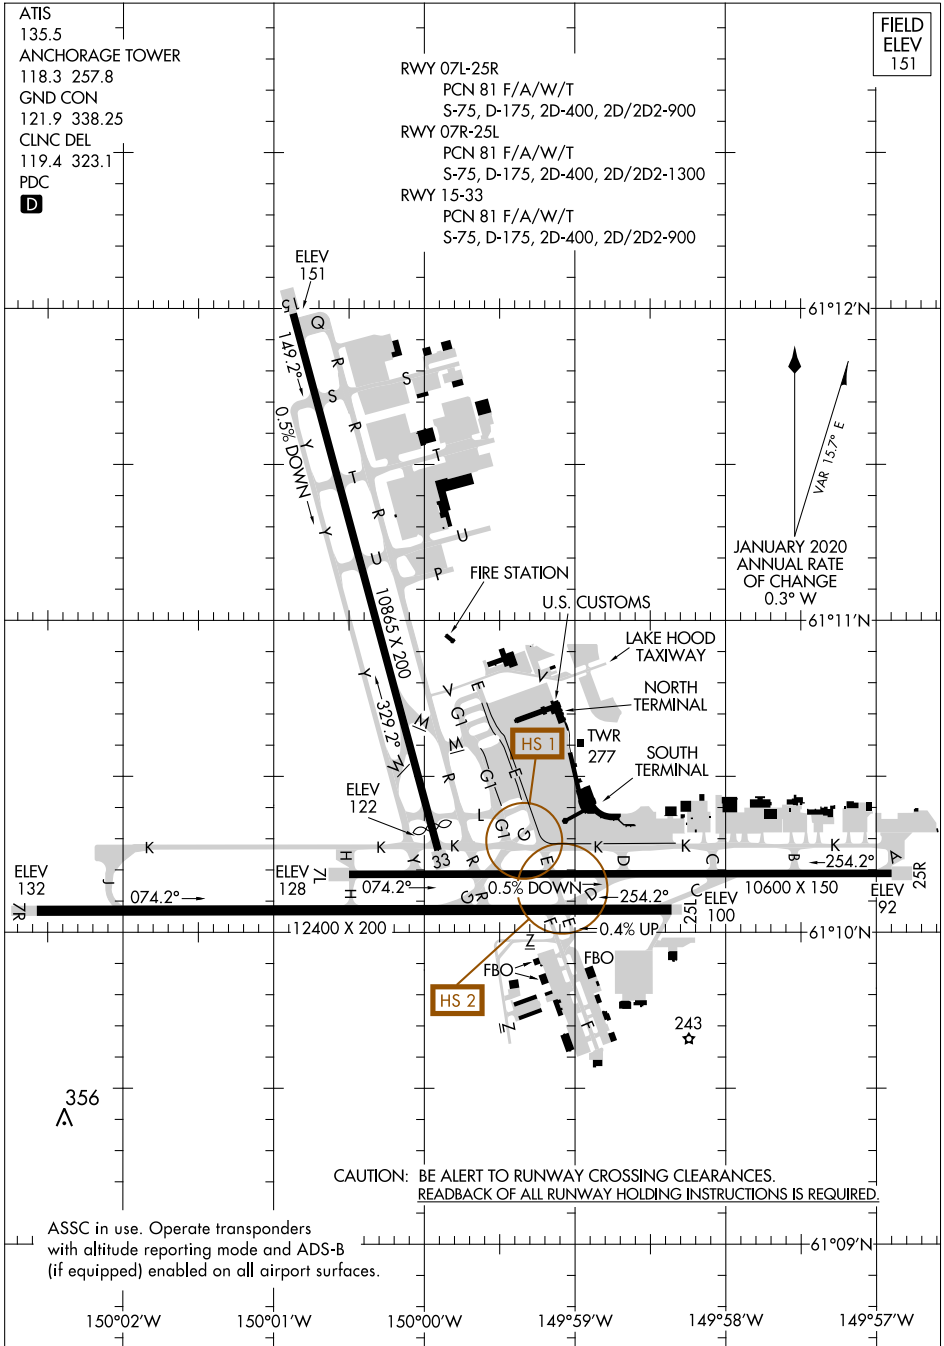 ATIS
135.5
ANCHORAGE TOWER
118.3 257.8
GND CON
121.9 338.25
CLNC DEL
119.4 323.1
PDC
D
RWY 07L-25R
PCN 81 F/A/W/T
S-75, D-175, 2D-400, 2D/2D2-900
RWY 07R-25L
PCN 81 F/A/W/T
S-75, D-175, 2D-400, 2D/2D2-1300
RWY 15-33
PCN 81 F/A/W/T
S-75, D-175, 2D-400, 2D/2D2-900
FIELD
ELEV
151
ELEV
151
61°12'N
15
Q
149.2°
R
S
S
0.5% DOWN
Y
R
T
T
R
Y
U
U
P
VAR 15.7° E
JANUARY 2020
ANNUAL RATE
OF CHANGE
0.3° W
FIRE STATION
10865 X 200
U.S. CUSTOMS
61°11'N
LAKE HOOD
TAXIWAY
Y
V
E
V
NORTH
TERMINAL
329.2°
M
G1
M
HS 1
TWR
277
W
R
G1
E
SOUTH
TERMINAL
ELEV
122
L
G1
G
K
H
K
Y
33
K
R
E
K
D
K
C
B
K
254.2°
A
25R
ELEV
132
J
ELEV
128
7L
H
074.2°
G
R
0.5% DOWN
D
254.2°
C
10600 X 150
ELEV
92
7R
074.2°
25L
ELEV
100
12400 X 200
F
E
0.4% UP
61°10'N
Z
FBO
FBO
HS 2
Z
F
243
356
CAUTION: BE ALERT TO RUNWAY CROSSING CLEARANCES.
READBACK OF ALL RUNWAY HOLDING INSTRUCTIONS IS REQUIRED.
ASSC in use. Operate transponders
with altitude reporting mode and ADS-B
(if equipped) enabled on all airport surfaces.
61°09'N
150°02'W
150°01'W
150°00'W
149°59'W
149°58'W
149°57'W